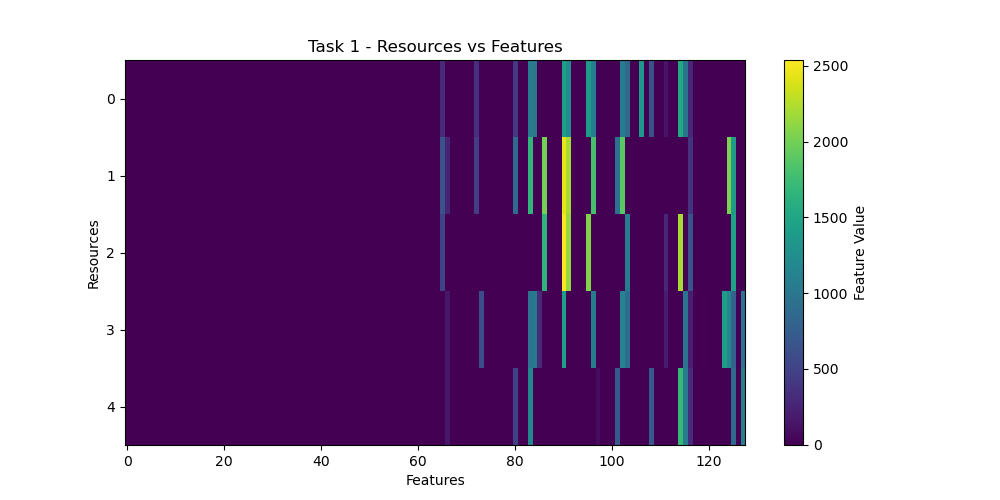 Task 1 - Resources vs Features
Resources
0
1
2
3
4
0 20 40 60 80 100 120
Features
2500
2000
1500
1000
500
0
Feature Value